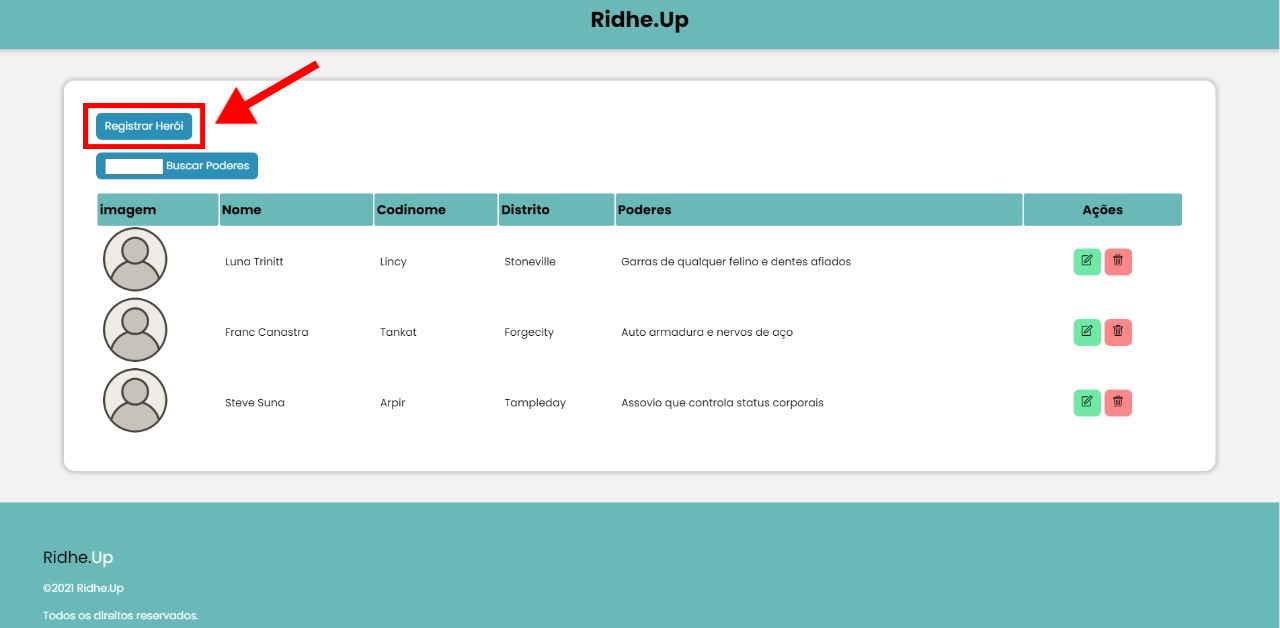 Ridhe.Up
Registrar Herói
Buscar Poderes
imagem Nome Codinome Distrito Poderes Ações
Luna Trinitt Lincy Stoneville Garras de qualquer felino e dentes afiados
Franc Canastra Tankat Forgecity Auto armadura e nervos de aço
Steve Suna Arpir Tampleday Assovio que controla status corporais
Ridhe.Up
©2021 Ridhe.Up
Todos os direitos reservados.